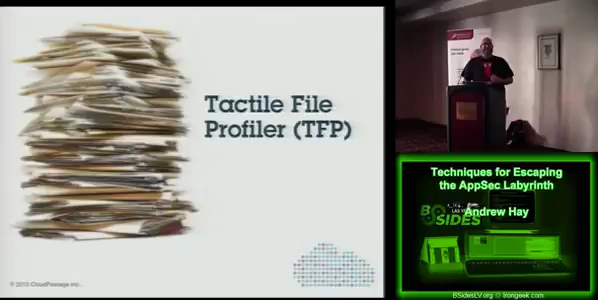 Tactile File
Profiler (TFP)
© 2013 CloudPassage Inc.
Techniques for Escaping
the AppSec Labyrinth
Andrew Hay
BSIDES
LAS
BSidesLV.org
Irongeek.com